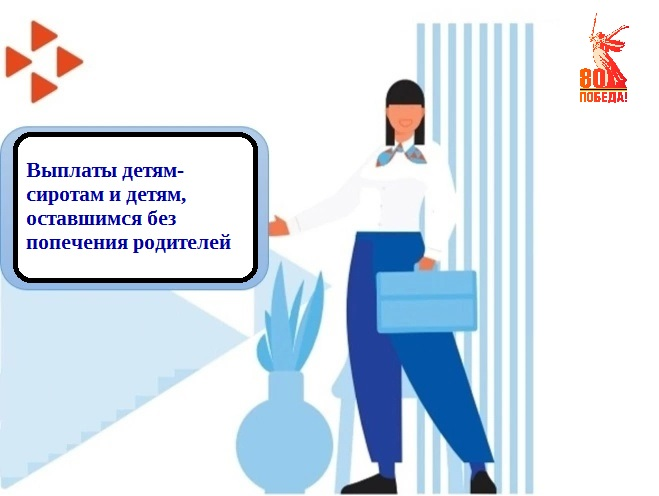 80
ПОБЕДА!
Выплаты детям-
сиротам и детям,
оставшимся без
попечения родителей